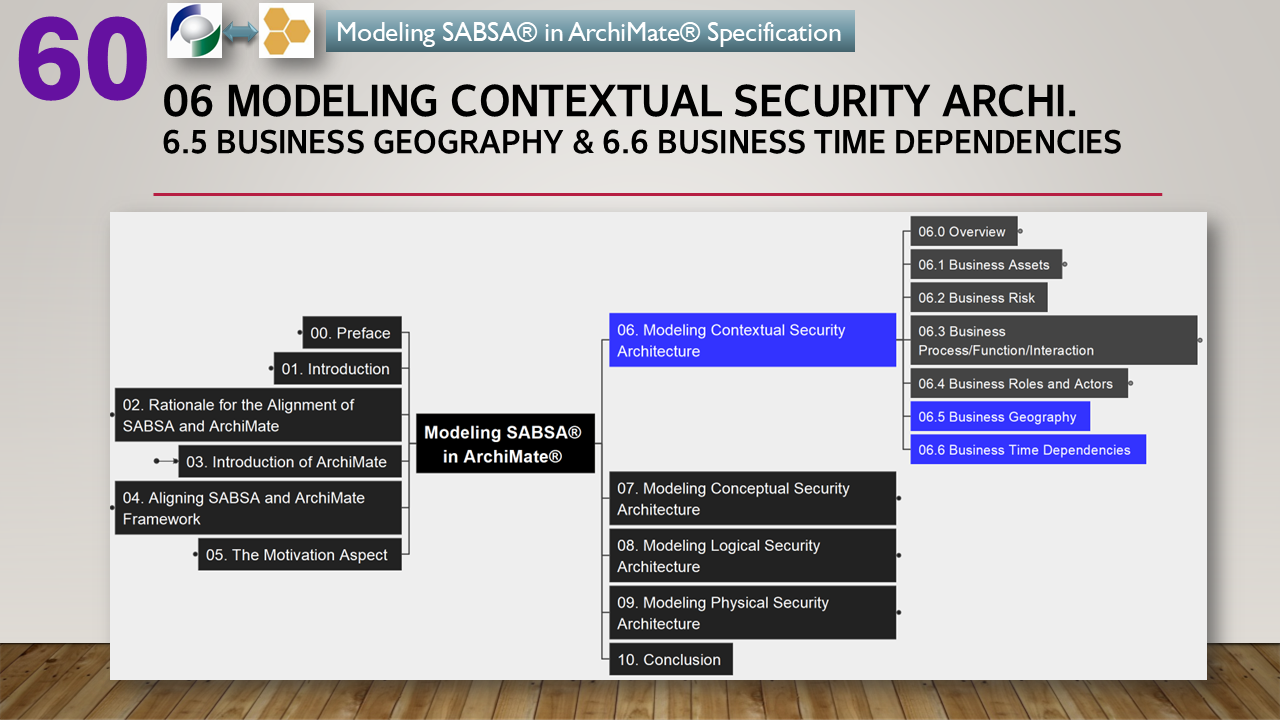 60
Modeling SABSA® in ArchiMate® Specification
06 MODELING CONTEXTUAL SECURITY ARCHI.
6.5 BUSINESS GEOGRAPHY & 6.6 BUSINESS TIME DEPENDENCIES
00. Preface
01. Introduction
02. Rationale for the Alignment of
SABSA and ArchiMate
03. Introduction of ArchiMate
04. Aligning SABSA and ArchiMate
Framework
05. The Motivation Aspect
Modeling SABSA®
in ArchiMate®
06. Modeling Contextual Security
Architecture
06.0 Overview
06.1 Business Assets
06.2 Business Risk
06.3 Business
Process/Function/Interaction
06.4 Business Roles and Actors
06.5 Business Geography
06.6 Business Time Dependencies
07. Modeling Conceptual Security
Architecture
08. Modeling Logical Security
Architecture
09. Modeling Physical Security
Architecture
10. Conclusion